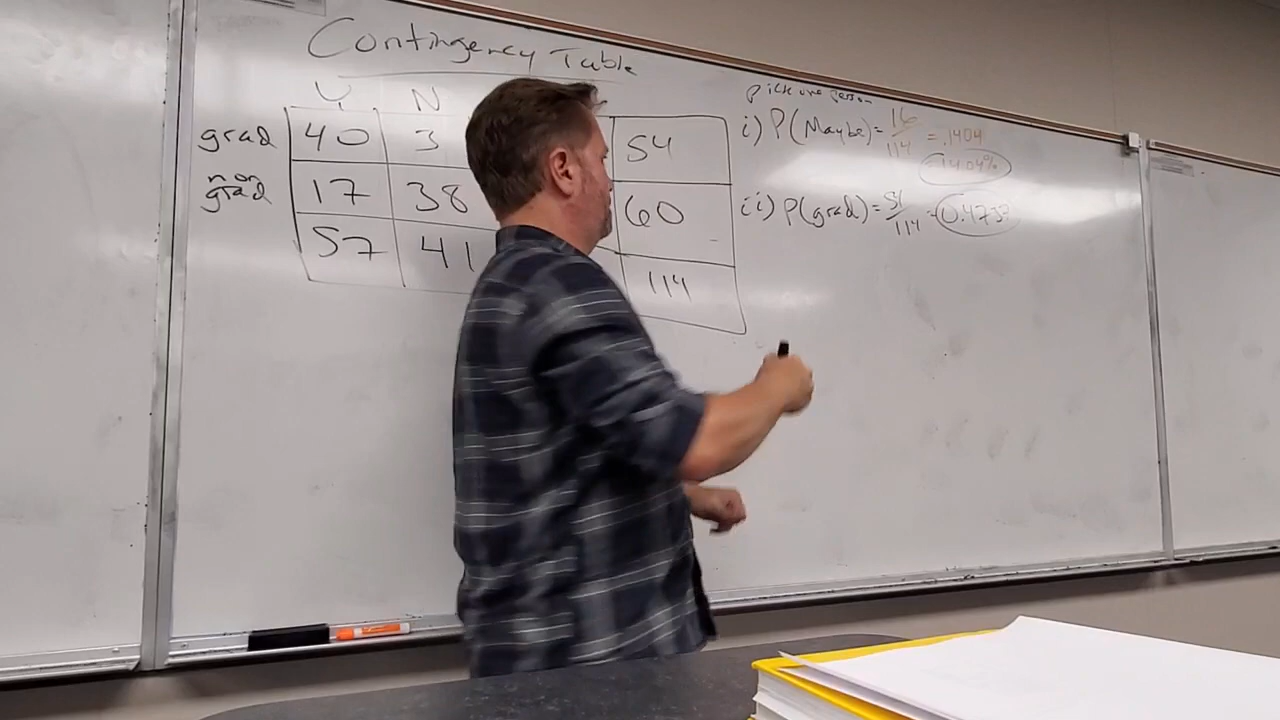 Contingency Table
Y N
grad 40 3 54
non
grad 17 38 60
57 41 114
pick one person
i) P(Maybe) = 16/114 = .1404
= 14.04%
ii) P(grad) = 54/114 = 0.4737